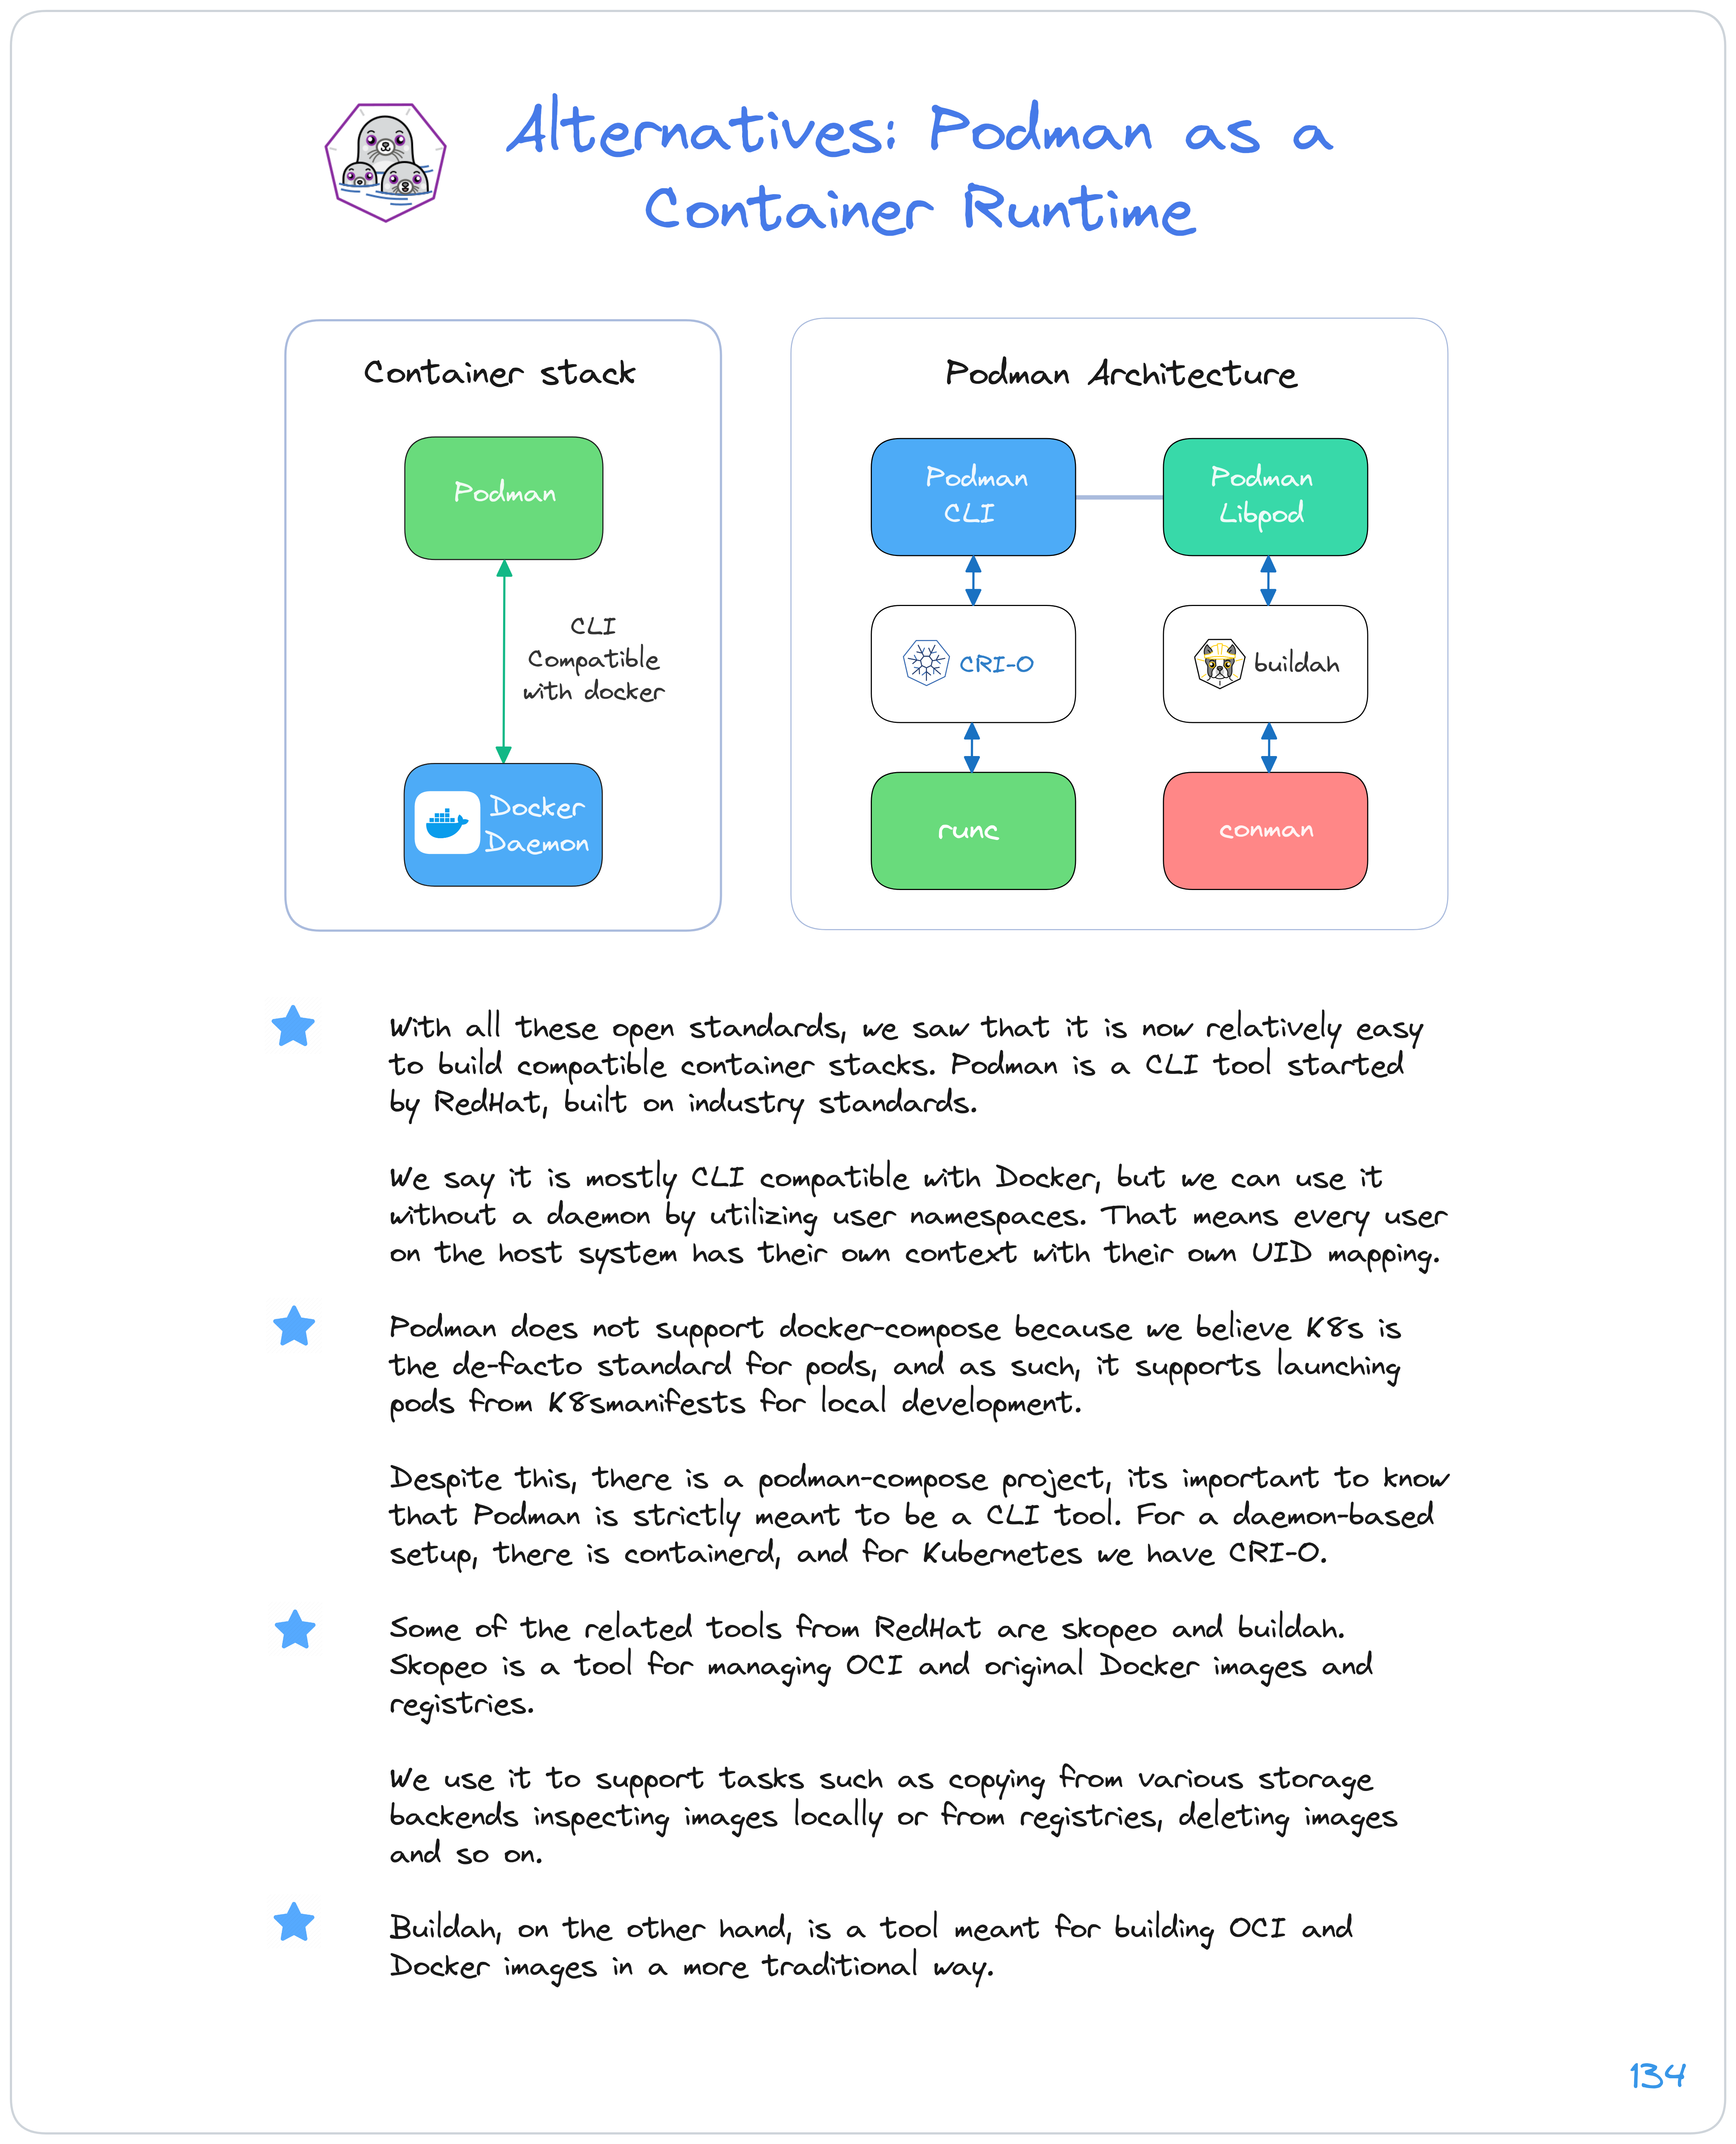 Alternatives: Podman as a
Container Runtime
Container stack
Podman
CLI
Compatible
with docker
Docker
Daemon
Podman Architecture
Podman
CLI
Podman
Libpod
CRI-O
buildah
runc
conman
With all these open standards, we saw that it is now relatively easy
to build compatible container stacks. Podman is a CLI tool started
by RedHat, built on industry standards.
We say it is mostly CLI compatible with Docker, but we can use it
without a daemon by utilizing user namespaces. That means every user
on the host system has their own context with their own UID mapping.
Podman does not support docker-compose because we believe K8s is
the de-facto standard for pods, and as such, it supports launching
pods from K8smanifests for local development.
Despite this, there is a podman-compose project, its important to know
that Podman is strictly meant to be a CLI tool. For a daemon-based
setup, there is containerd, and for Kubernetes we have CRI-O.
Some of the related tools from RedHat are skopeo and buildah.
Skopeo is a tool for managing OCI and original Docker images and
registries.
We use it to support tasks such as copying from various storage
backends inspecting images locally or from registries, deleting images
and so on.
Buildah, on the other hand, is a tool meant for building OCI and
Docker images in a more traditional way.
134